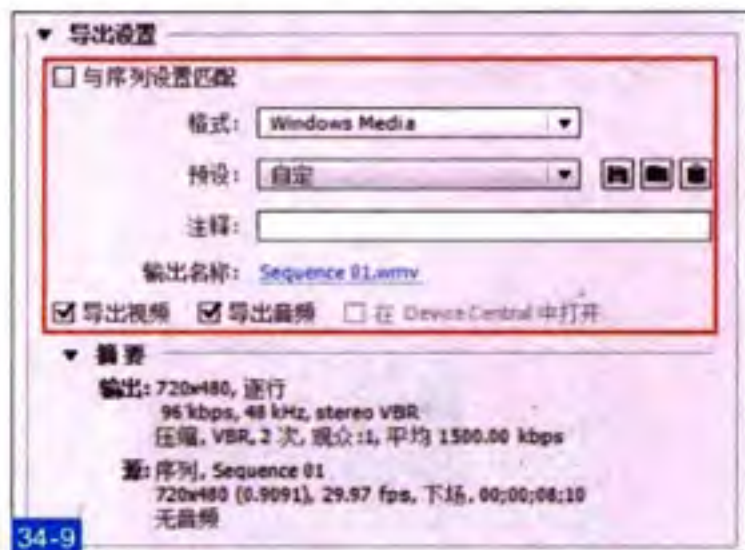 导出设置
与序列设置匹配
格式: Windows Media
预设: 自定
注释:
输出名称: Sequence 01.wmv
导出视频 导出音频 在 Device Central 中打开
摘要
输出: 720x480, 逐行
96 kbps, 48 kHz, stereo VBR
压缩, VBR, 2 次, 观众:1, 平均 1500.00 kbps
源: 序列, Sequence 01
720x480 (0.9091), 29.97 fps, 下场, 00;00;08;10
无音频
34-9